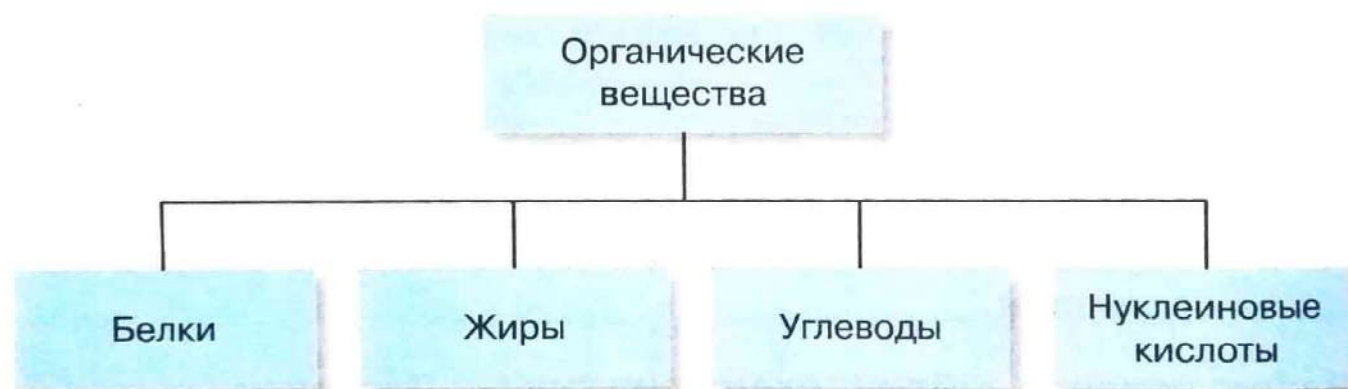 Органические
вещества
Белки
Жиры
Углеводы
Нуклеиновые
кислоты